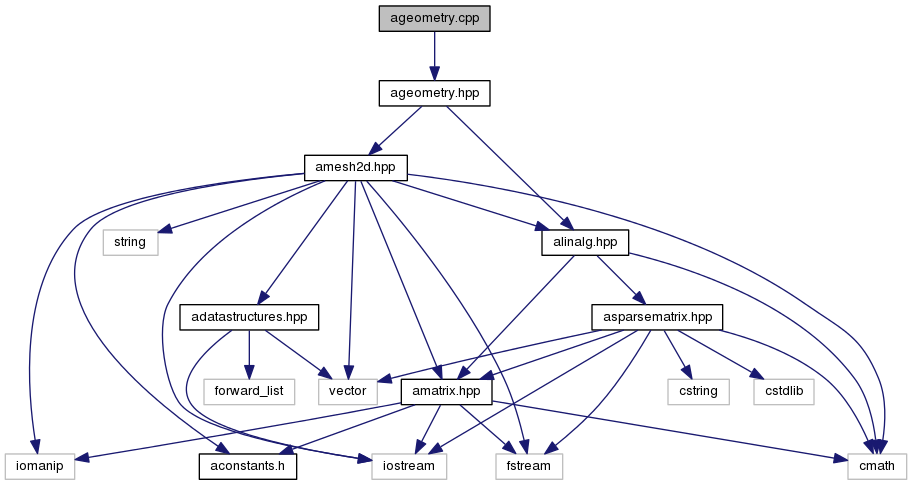 ageometry.cpp
ageometry.hpp
amesh2d.hpp
string
alinalg.hpp
adatastructures.hpp
asparsematrix.hpp
forward_list
vector
amatrix.hpp
cstring
cstdlib
iomanip
aconstants.h
iostream
fstream
cmath